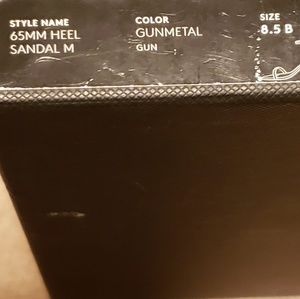 STYLE NAME
65MM HEEL
SANDAL M
COLOR
GUNMETAL
GUN
SIZE
8.5 B